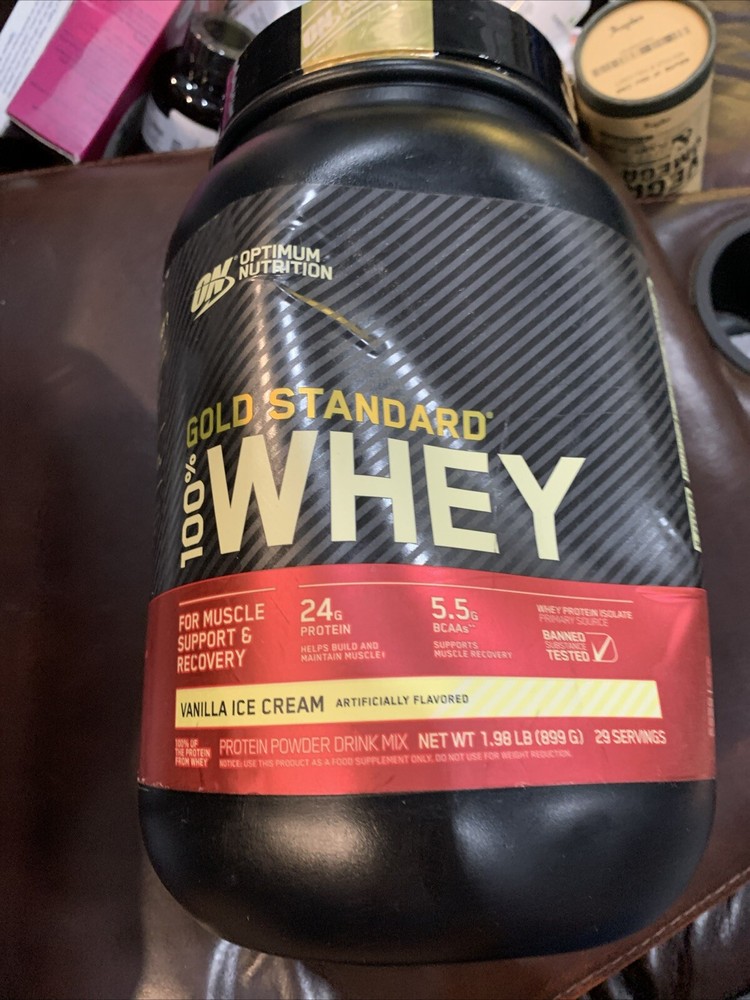 ON
OPTIMUM
NUTRITION
GOLD STANDARD
100% WHEY
FOR MUSCLE
SUPPORT &
RECOVERY
24G
PROTEIN
HELPS BUILD AND
MAINTAIN MUSCLE‡
5.5G
BCAAs**
SUPPORTS
MUSCLE RECOVERY
WHEY PROTEIN ISOLATE
PRIMARY SOURCE
BANNED
SUBSTANCE
TESTED
VANILLA ICE CREAM ARTIFICIALLY FLAVORED
100% OF
THE PROTEIN
FROM WHEY
PROTEIN POWDER DRINK MIX NET WT 1.98 LB (899 G) 29 SERVINGS
NOTICE: USE THIS PRODUCT AS A FOOD SUPPLEMENT ONLY. DO NOT USE FOR WEIGHT REDUCTION.